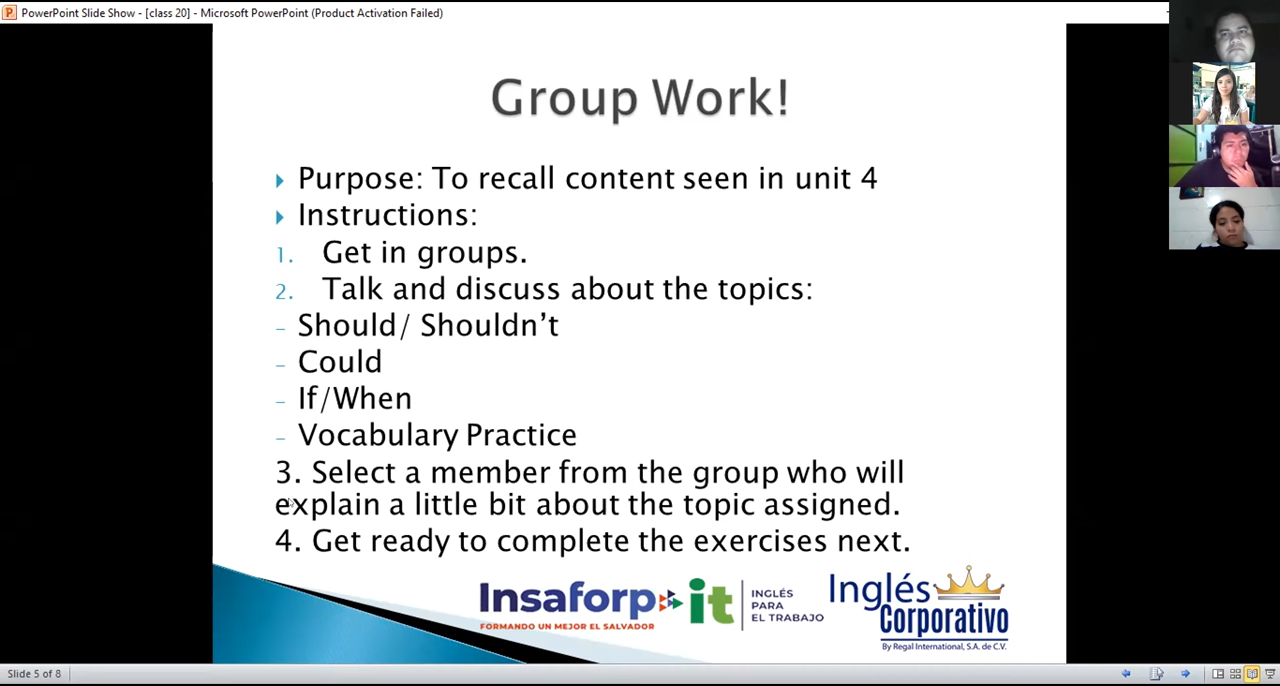 PowerPoint Slide Show - [class 20] - Microsoft PowerPoint (Product Activation Failed)
Group Work!
Purpose: To recall content seen in unit 4
Instructions:
1. Get in groups.
2. Talk and discuss about the topics:
- Should/ Shouldn't
- Could
- If/When
- Vocabulary Practice
3. Select a member from the group who will
explain a little bit about the topic assigned.
4. Get ready to complete the exercises next.
Insaforp
FORMANDO UN MEJOR EL SALVADOR
it
INGLÉS
PARA
EL TRABAJO
Inglés
Corporativo
By Regal International, S.A. de C.V.
Slide 5 of 8